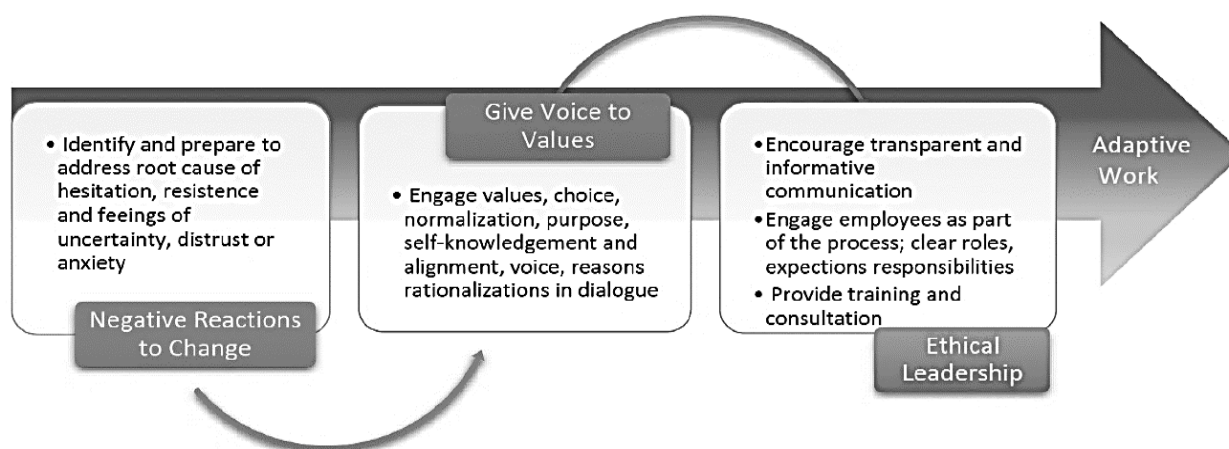 • Identify and prepare to
address root cause of
hesitation, resistence
and feeings of
uncertainty, distrust or
anxiety
Negative Reactions
to Change
Give Voice to
Values
• Engage values, choice,
normalization, purpose,
self-knowledgement and
alignment, voice, reasons
rationalizations in dialogue
• Encourage transparent and
informative
communication
• Engage employees as part
of the process; clear roles,
expections responsibilities
• Provide training and
consultation
Ethical
Leadership
Adaptive
Work